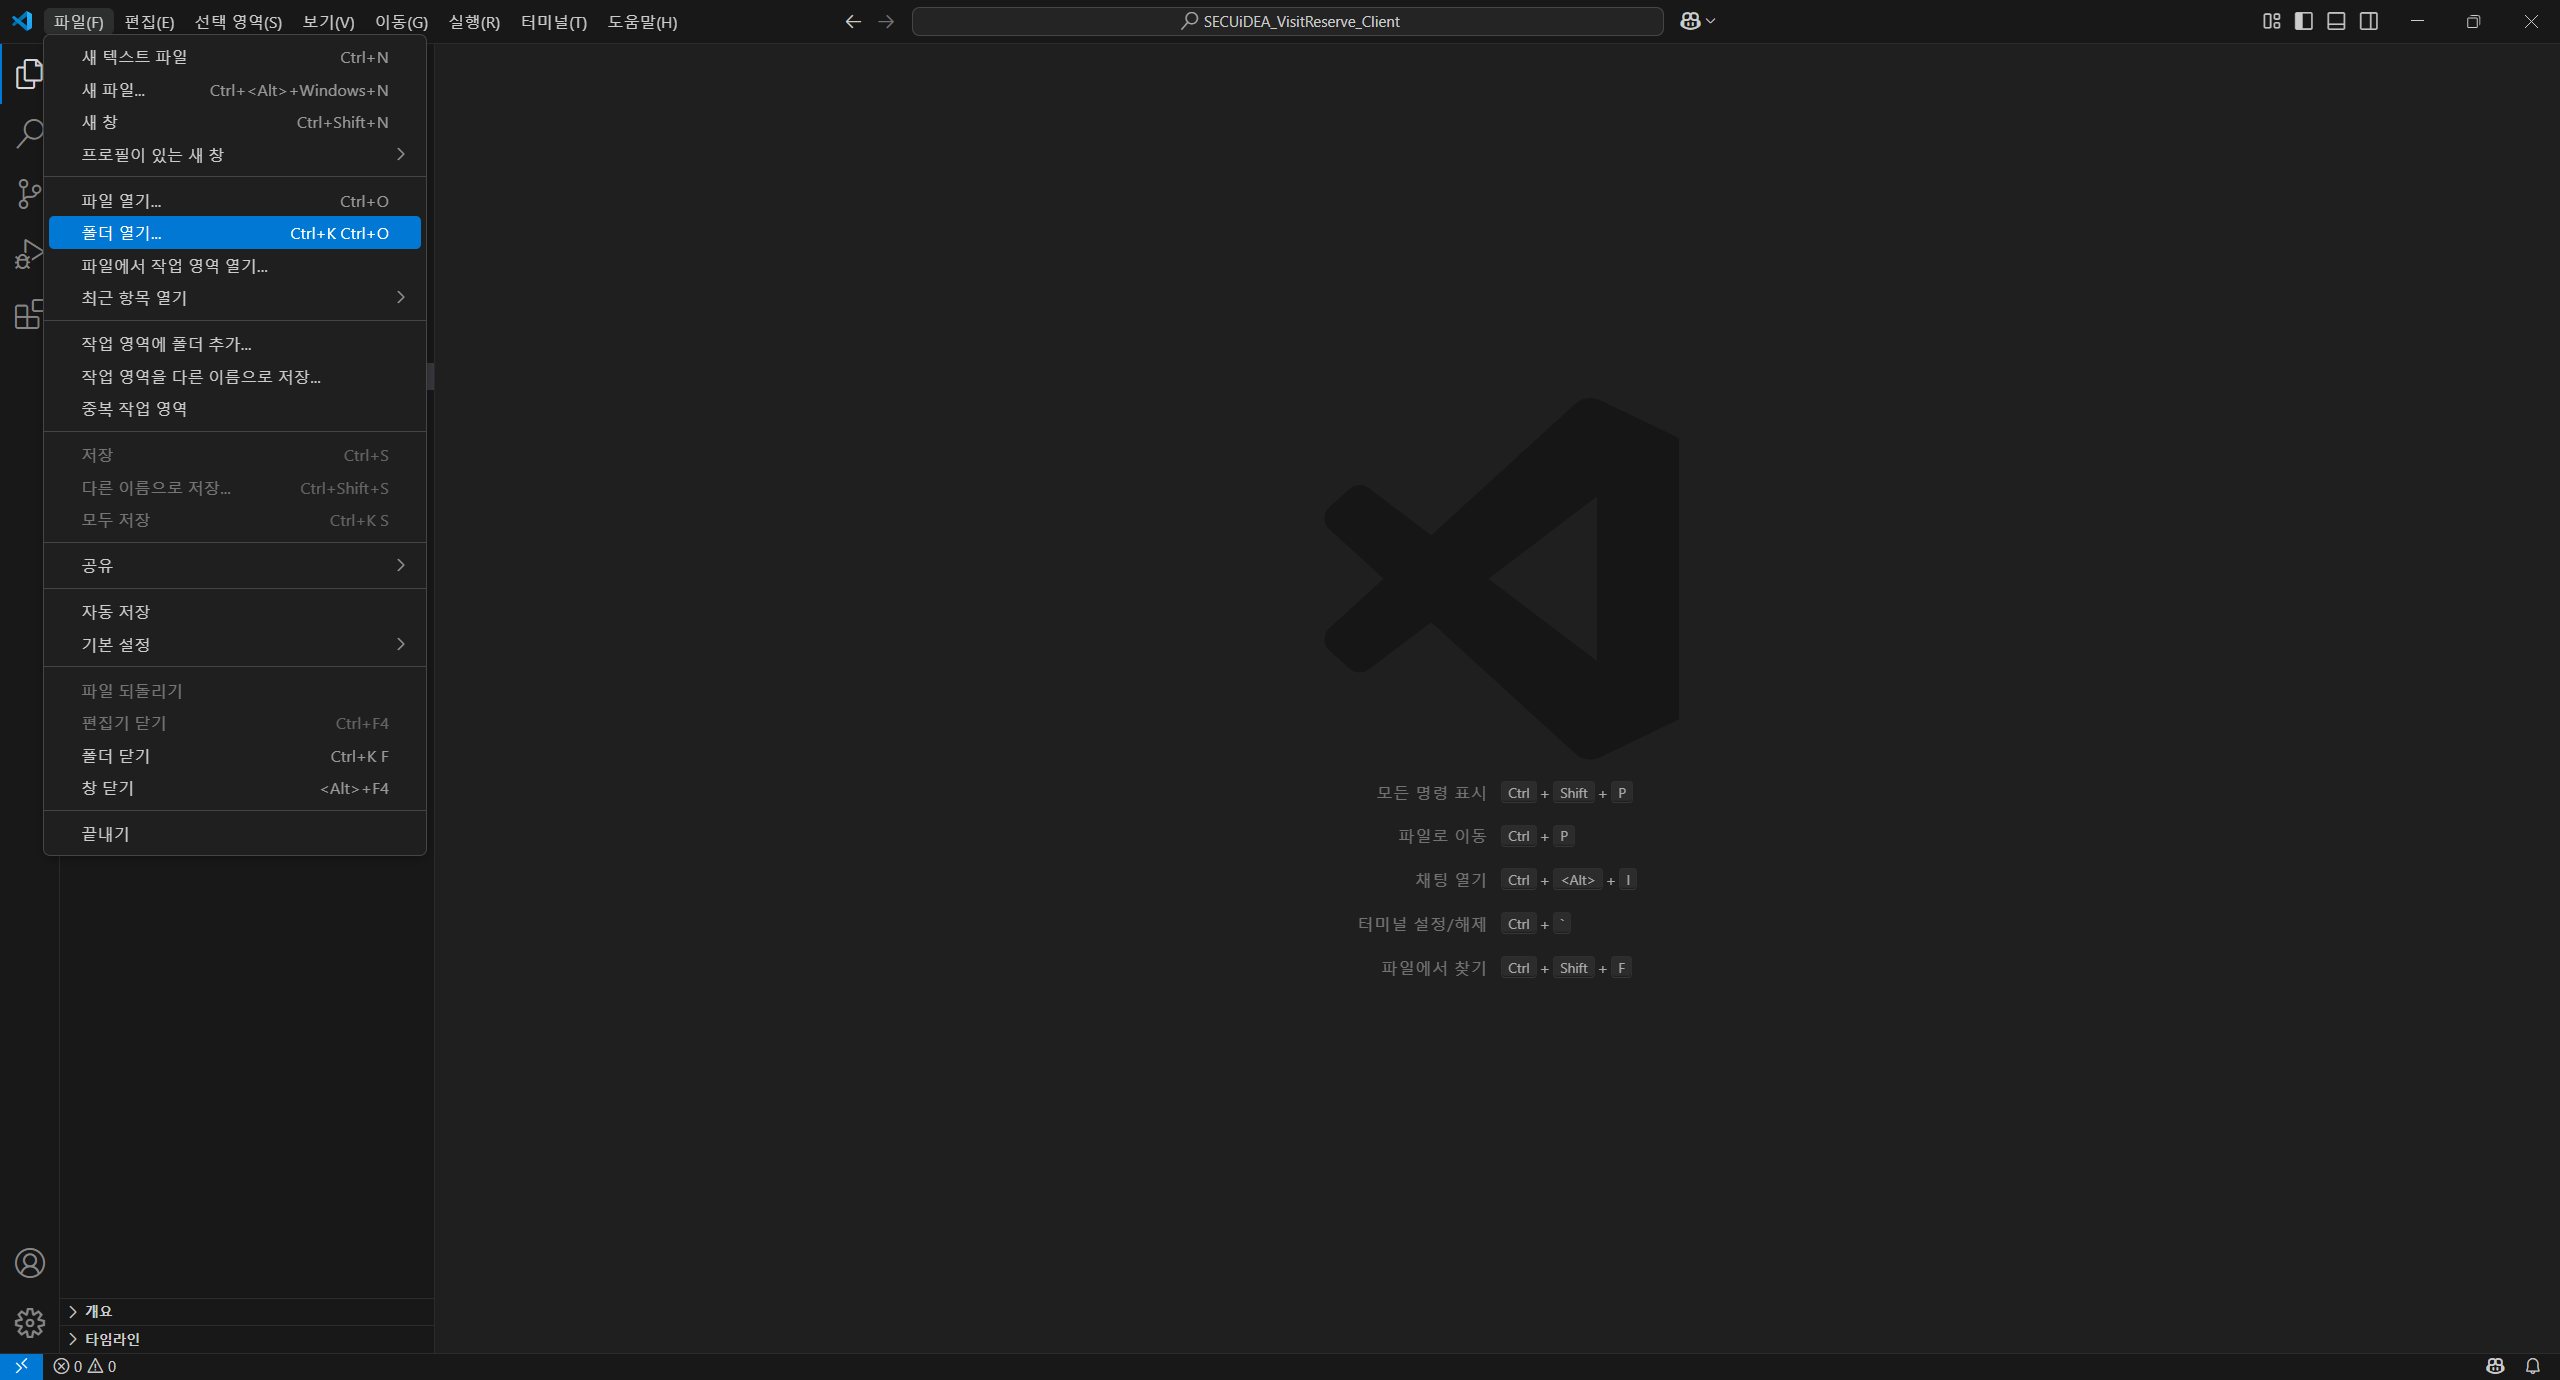 파일(F) 편집(E) 선택 영역(S) 보기(V) 이동(G) 실행(R) 터미널(T) 도움말(H)
SECUiDEA_VisitReserve_Client
새 텍스트 파일 Ctrl+N
새 파일... Ctrl+<Alt>+Windows+N
새 창 Ctrl+Shift+N
프로필이 있는 새 창
파일 열기... Ctrl+O
폴더 열기... Ctrl+K Ctrl+O
파일에서 작업 영역 열기...
최근 항목 열기
작업 영역에 폴더 추가...
작업 영역을 다른 이름으로 저장...
중복 작업 영역
저장 Ctrl+S
다른 이름으로 저장... Ctrl+Shift+S
모두 저장 Ctrl+K S
공유
자동 저장
기본 설정
파일 되돌리기
편집기 닫기 Ctrl+F4
폴더 닫기 Ctrl+K F
창 닫기 <Alt>+F4
끝내기
모든 명령 표시 Ctrl + Shift + P
파일로 이동 Ctrl + P
채팅 열기 Ctrl + <Alt> + I
터미널 설정/해제 Ctrl + `
파일에서 찾기 Ctrl + Shift + F
개요
타임라인
0 0